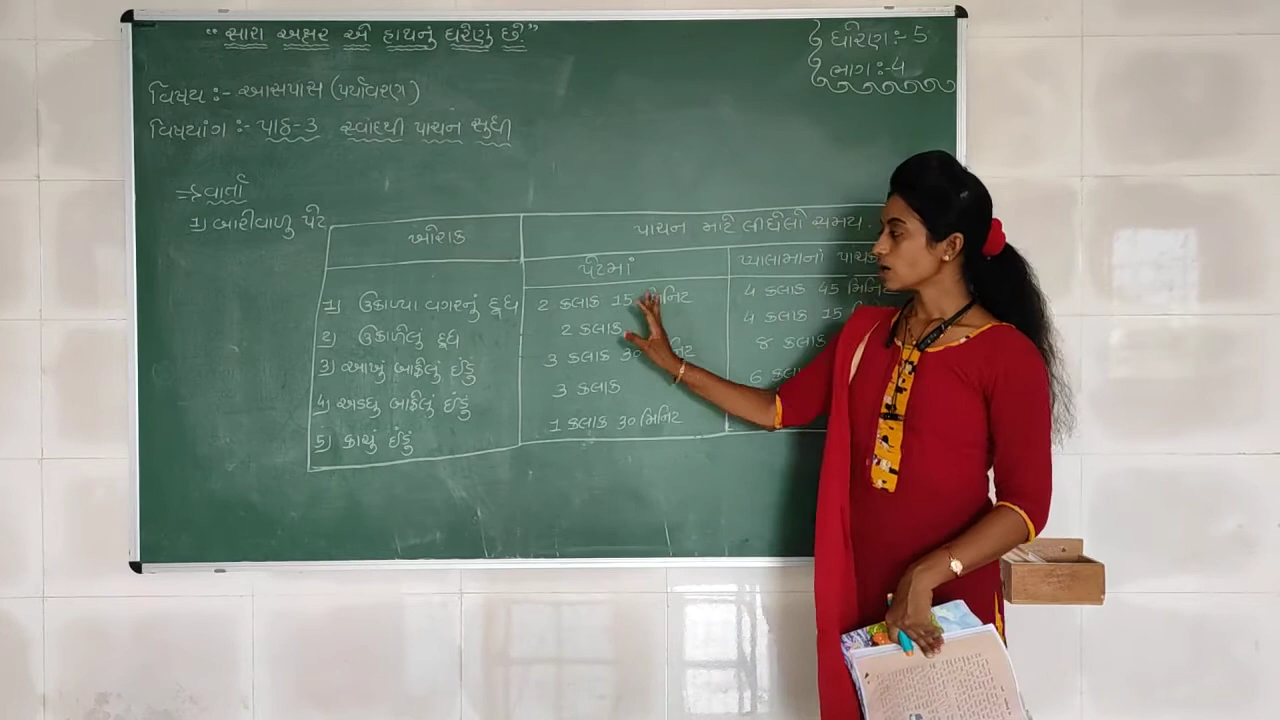 “સારા અક્ષર એ હાથનું ઘરેણું છે.”
ધોરણ:- 5
ભાગ:-4
વિષય :- આસપાસ (પર્યાવરણ)
વિષયાંગ :- પાઠ-3 સ્વાદથી પાચન સુધી
⇒ વાર્તા
1) બારીવાળુ પેટ
ખોરાક પાચન માટે લીધેલો સમય.
પેટમાં પ્યાલામાનાં
1) ઉકાળ્યા વગરનું દૂધ 2 કલાક 15 મિનિટ 4 કલાક 45 મિનિટ
2) ઉકાળેલું દૂધ 2 કલાક 4 કલાક 15
3) આખું બાફેલું ઈંડું 3 કલાક 30 મિનિટ 8 કલાક
4) અડધુ બાફેલું ઈંડું 3 કલાક 6
5) કાચું ઈંડું 1 કલાક 30 મિનિટ